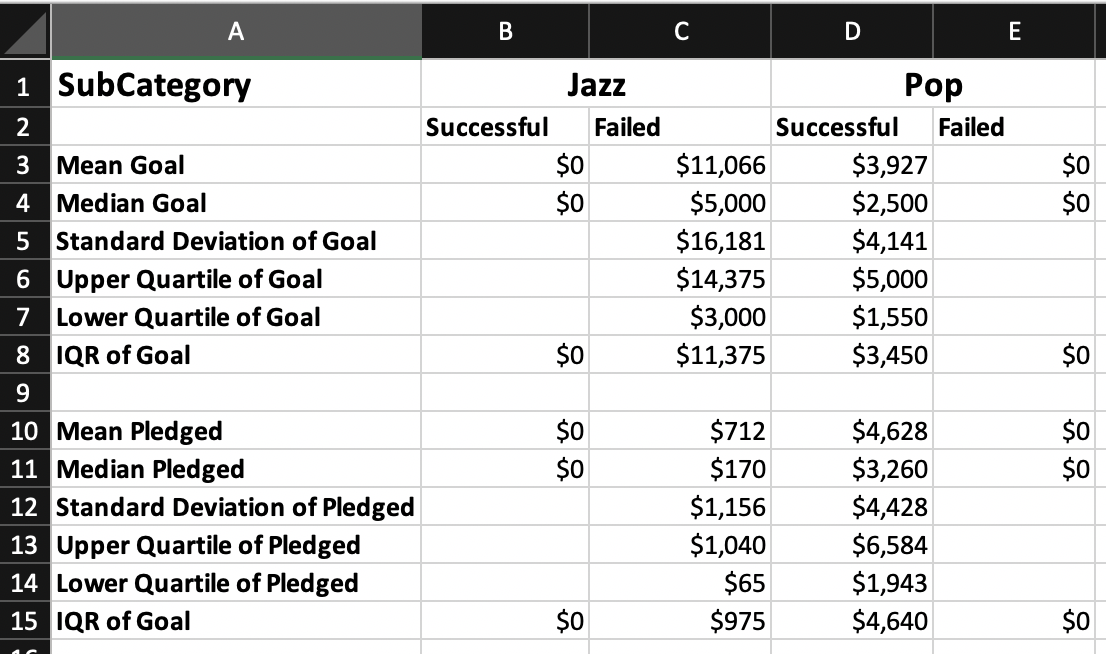 A B C D E
1 SubCategory Jazz Pop
2 Successful Failed Successful Failed
3 Mean Goal $0 $11,066 $3,927 $0
4 Median Goal $0 $5,000 $2,500 $0
5 Standard Deviation of Goal $16,181 $4,141
6 Upper Quartile of Goal $14,375 $5,000
7 Lower Quartile of Goal $3,000 $1,550
8 IQR of Goal $0 $11,375 $3,450 $0
9
10 Mean Pledged $0 $712 $4,628 $0
11 Median Pledged $0 $170 $3,260 $0
12 Standard Deviation of Pledged $1,156 $4,428
13 Upper Quartile of Pledged $1,040 $6,584
14 Lower Quartile of Pledged $65 $1,943
15 IQR of Goal $0 $975 $4,640 $0